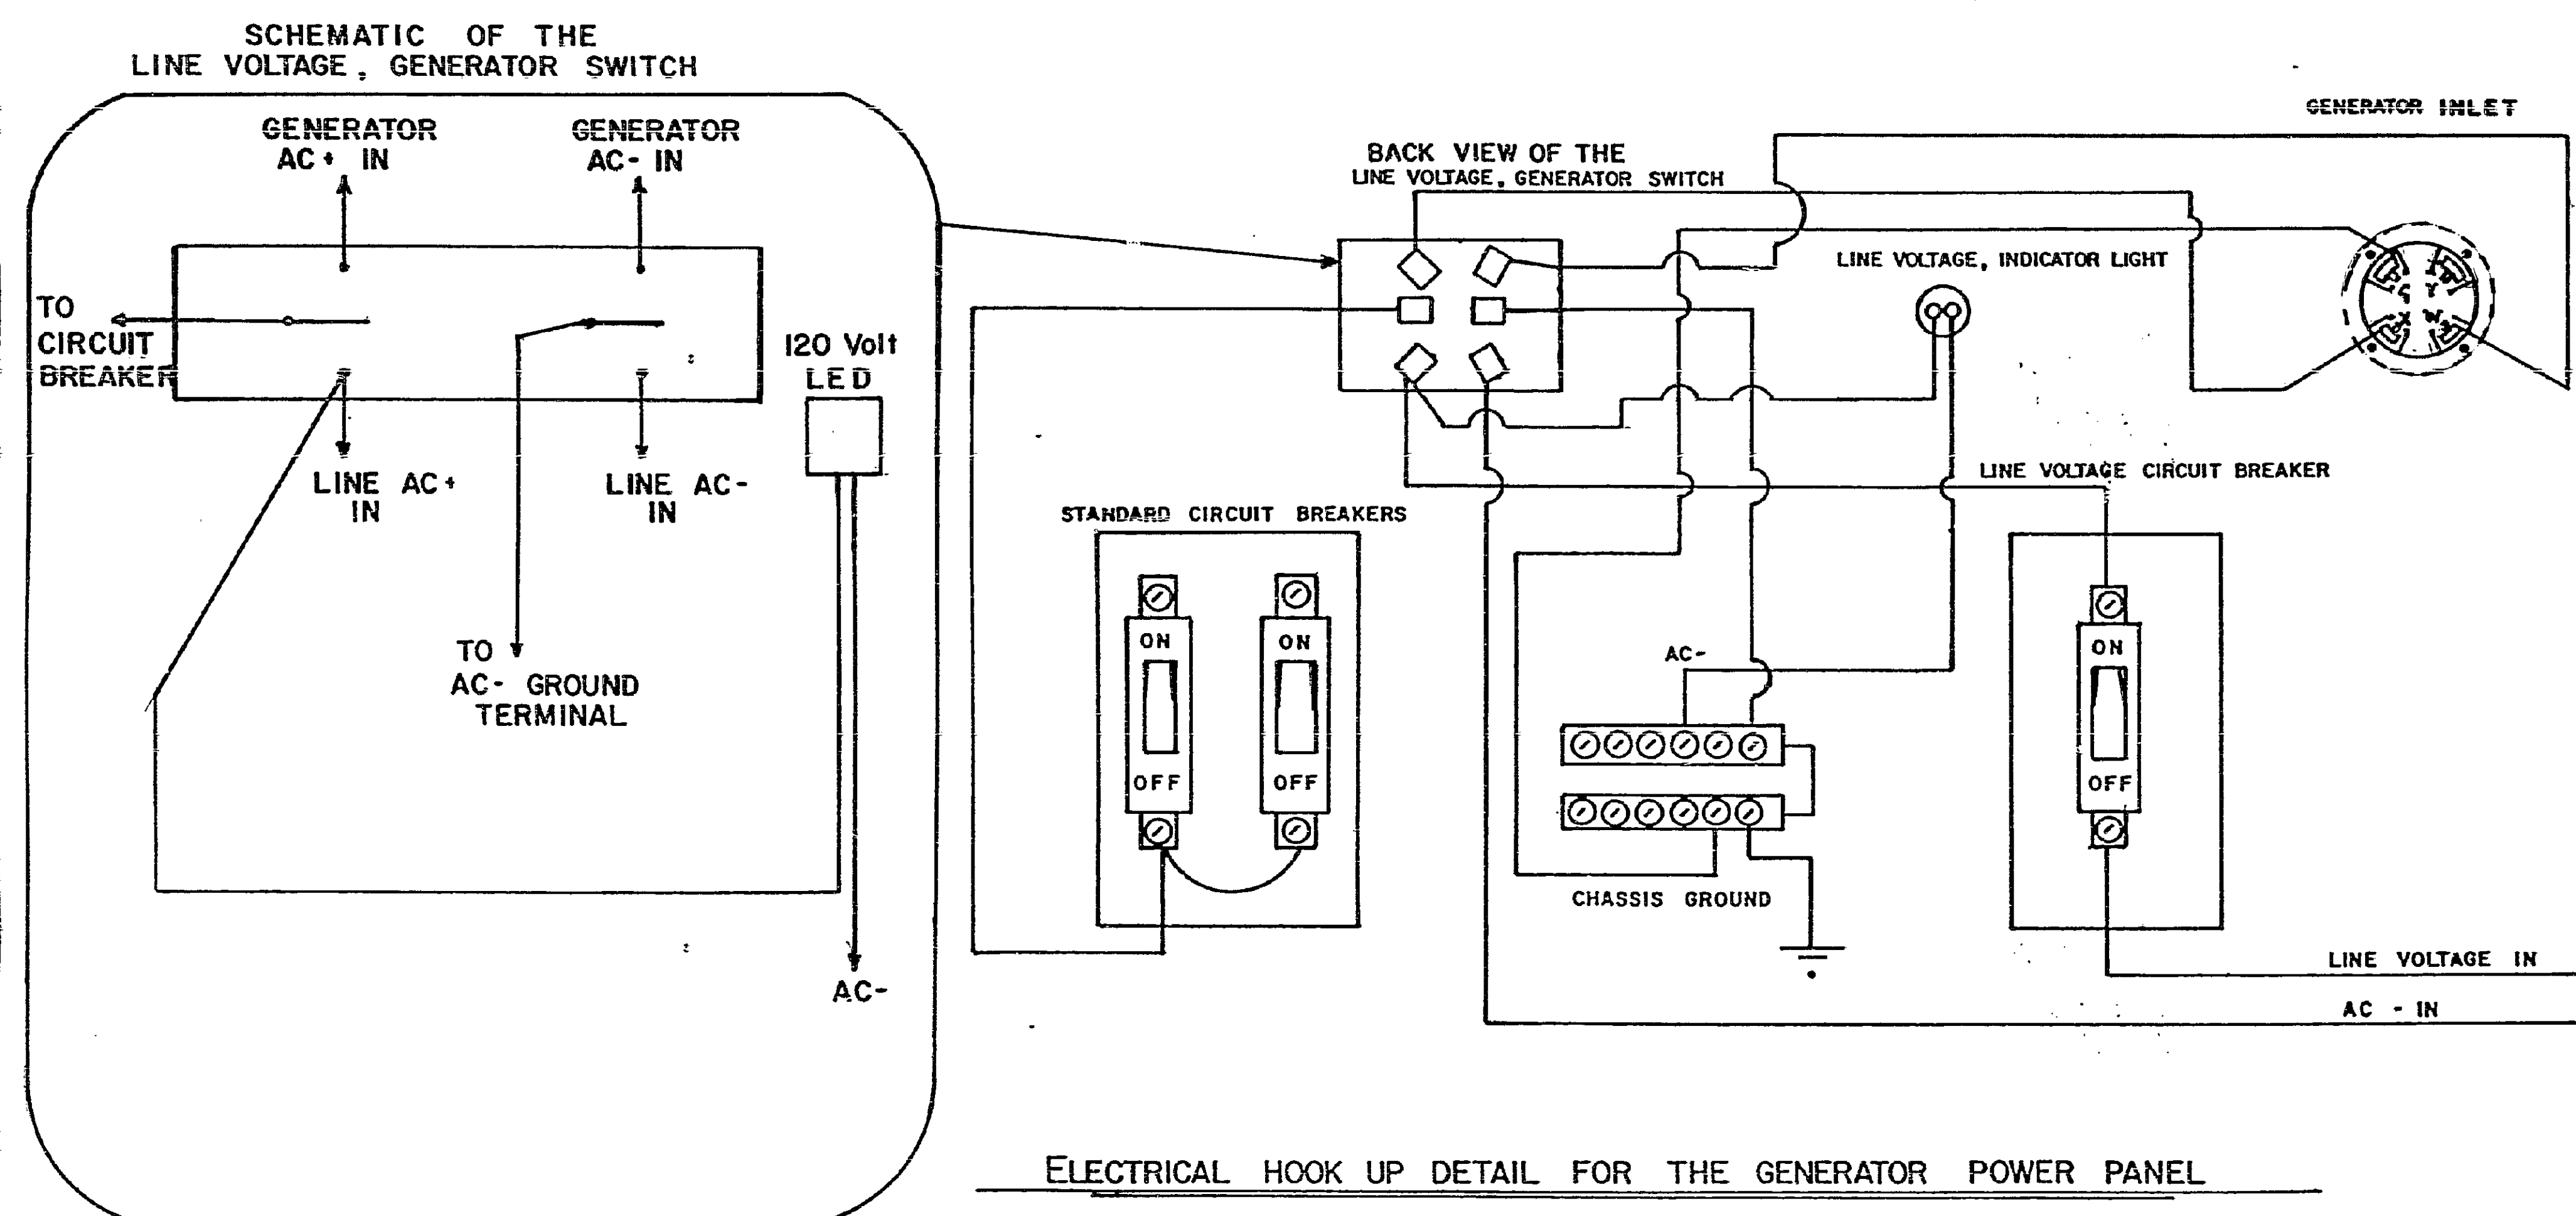 SCHEMATIC OF THE
LINE VOLTAGE, GENERATOR SWITCH
GENERATOR
AC+ IN
GENERATOR
AC- IN
TO
CIRCUIT
BREAKER
120 Volt
LED
LINE AC+
IN
LINE AC-
IN
TO
AC- GROUND
TERMINAL
AC-
BACK VIEW OF THE
LINE VOLTAGE, GENERATOR SWITCH
GENERATOR INLET
LINE VOLTAGE, INDICATOR LIGHT
G Y
X W
LINE VOLTAGE CIRCUIT BREAKER
STANDARD CIRCUIT BREAKERS
ON
ON
OFF
OFF
AC-
CHASSIS GROUND
ON
OFF
LINE VOLTAGE IN
AC - IN
ELECTRICAL HOOK UP DETAIL FOR THE GENERATOR POWER PANEL